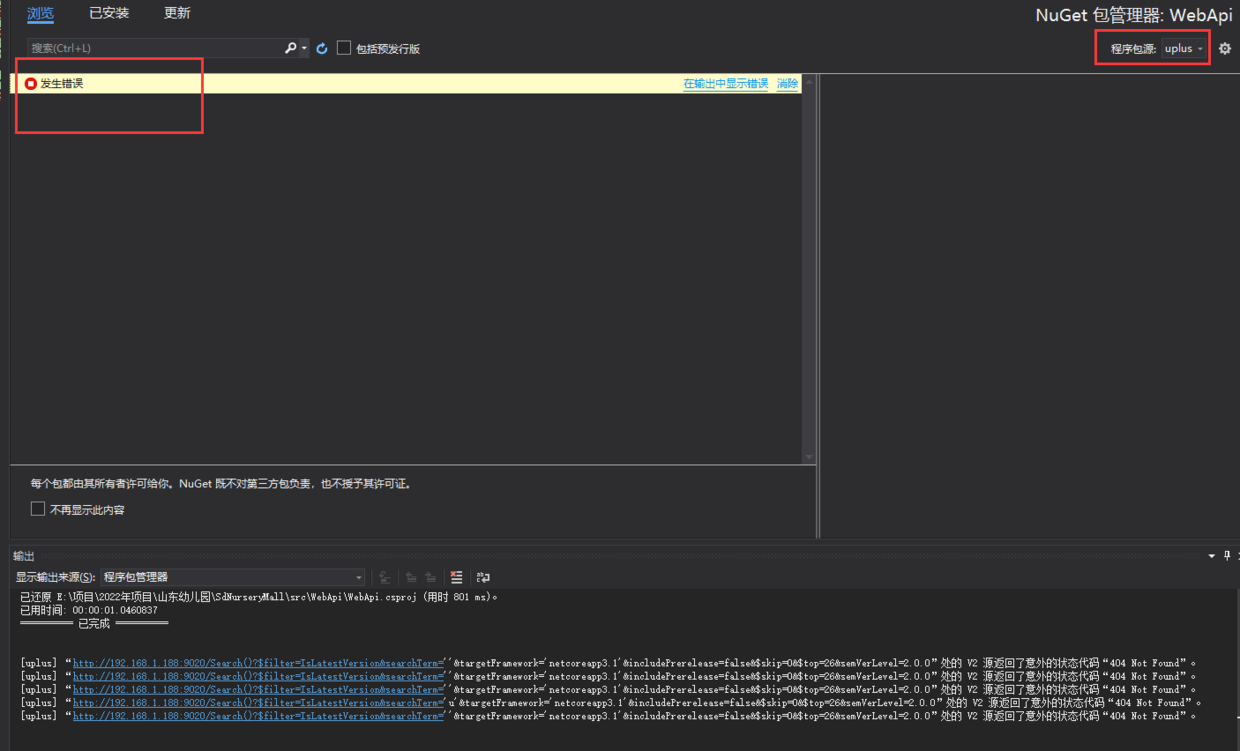 浏览 已安装 更新
NuGet 包管理器: WebApi
搜索(Ctrl+L) 包括预发行版 程序包源: uplus
发生错误 在输出中显示错误 消除
每个包都由其所有者许可给你。NuGet 既不对第三方包负责，也不授予其许可证。
不再显示此内容
输出
显示输出来源(S): 程序包管理器
已还原 E:\项目\2022年项目\山东幼儿园\SdNurseryMall\src\WebApi\WebApi.csproj (用时 801 ms)。
已用时间: 00:00:01.0460837
========== 已完成 ==========
[uplus] “http://192.168.1.188:9020/Search()?$filter=IsLatestVersion&searchTerm=''&targetFramework='netcoreapp3.1'&includePrerelease=false&$skip=0&$top=26&semVerLevel=2.0.0”处的 V2 源返回了意外的状态代码“404 Not Found”。
[uplus] “http://192.168.1.188:9020/Search()?$filter=IsLatestVersion&searchTerm=''&targetFramework='netcoreapp3.1'&includePrerelease=false&$skip=0&$top=26&semVerLevel=2.0.0”处的 V2 源返回了意外的状态代码“404 Not Found”。
[uplus] “http://192.168.1.188:9020/Search()?$filter=IsLatestVersion&searchTerm=''&targetFramework='netcoreapp3.1'&includePrerelease=false&$skip=0&$top=26&semVerLevel=2.0.0”处的 V2 源返回了意外的状态代码“404 Not Found”。
[uplus] “http://192.168.1.188:9020/Search()?$filter=IsLatestVersion&searchTerm='u'&targetFramework='netcoreapp3.1'&includePrerelease=false&$skip=0&$top=26&semVerLevel=2.0.0”处的 V2 源返回了意外的状态代码“404 Not Found”。
[uplus] “http://192.168.1.188:9020/Search()?$filter=IsLatestVersion&searchTerm=''&targetFramework='netcoreapp3.1'&includePrerelease=false&$skip=0&$top=26&semVerLevel=2.0.0”处的 V2 源返回了意外的状态代码“404 Not Found”。